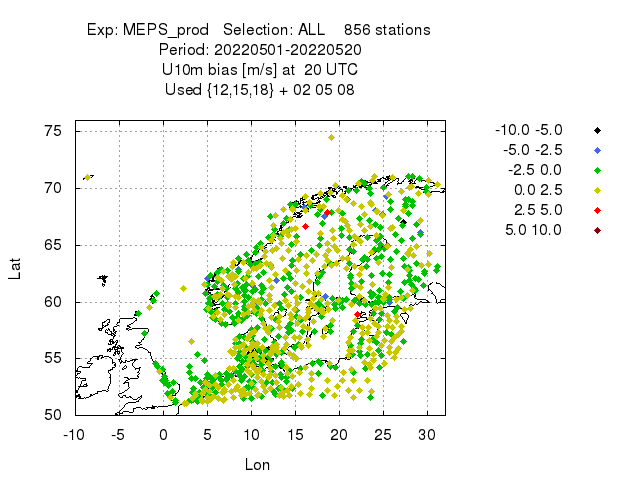 Exp: MEPS_prod   Selection: ALL    856 stations
Period: 20220501-20220520
U10m bias [m/s] at  20 UTC
Used {12,15,18} + 02 05 08
75
70
65
60
55
50
Lat
-10 -5 0 5 10 15 20 25 30
Lon
-10.0 -5.0
-5.0 -2.5
-2.5 0.0
0.0 2.5
2.5 5.0
5.0 10.0